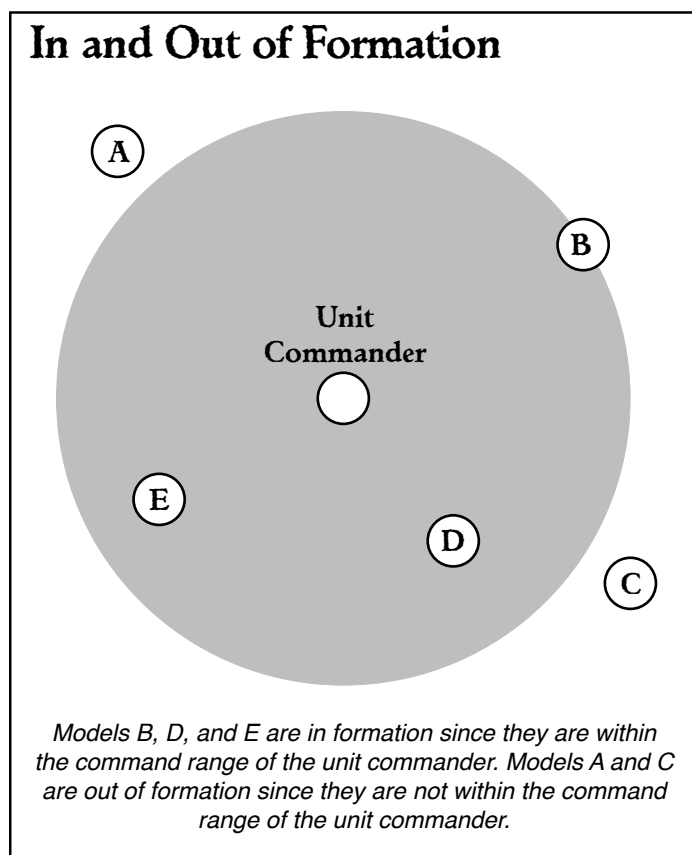 In and Out of Formation
A
B
Unit
Commander
E
D
C
Models B, D, and E are in formation since they are within
the command range of the unit commander. Models A and C
are out of formation since they are not within the command
range of the unit commander.